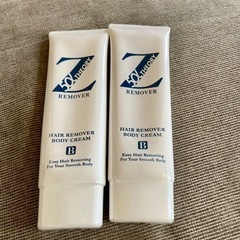 Z
REMOVER
HAIR REMOVER
BODY CREAM
B
Easy Hair Removing
For Your Smooth Body
Z
REMOVER
HAIR REMOVER
BODY CREAM
B
Easy Hair Removing
For Your Smooth Body